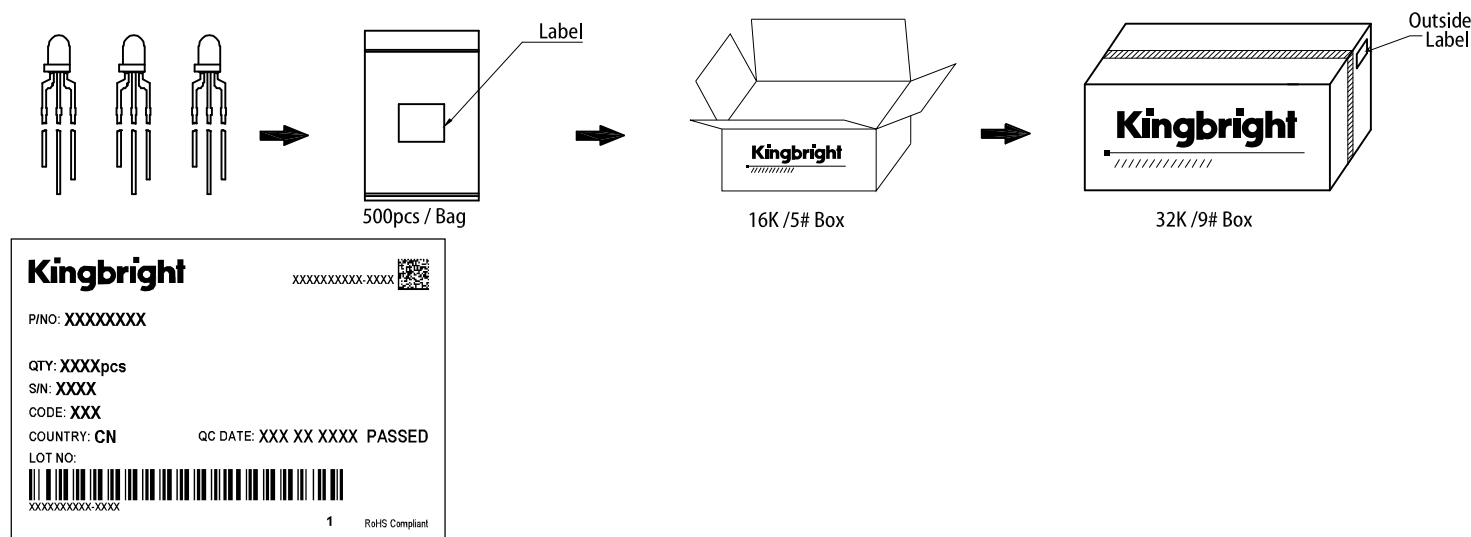 Label
500pcs / Bag
Kingbright
16K /5# Box
Outside
Label
Kingbright
32K /9# Box
Kingbright
XXXXXXXXXX-XXXX
P/NO: XXXXXXXX
QTY: XXXXpcs
S/N: XXXX
CODE: XXX
COUNTRY: CN QC DATE: XXX XX XXXX PASSED
LOT NO:
XXXXXXXXXX-XXXX
1 RoHS Compliant